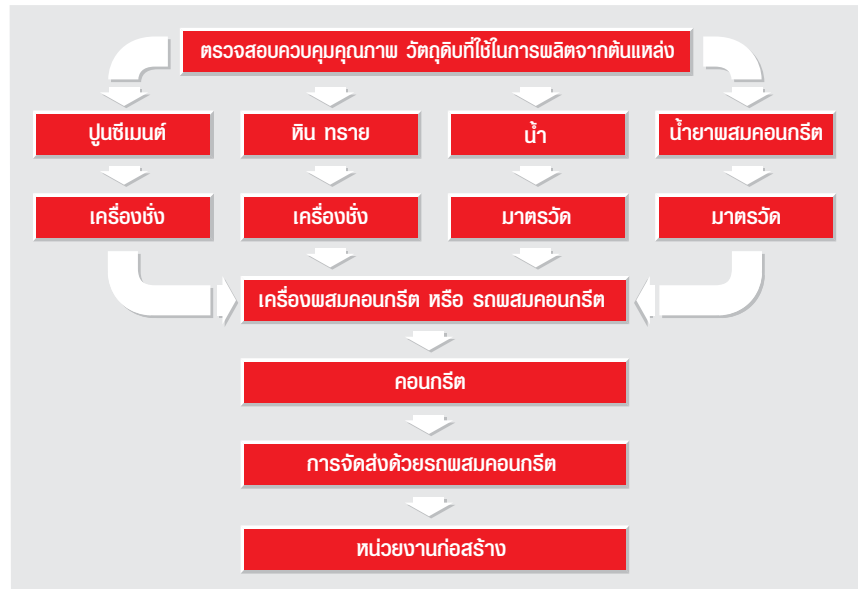 ตรวจสอบควบคุมคุณภาพ วัตถุดิบที่ใช้ในการผลิตจากต้นแหล่ง
ปูนซีเมนต์
หิน ทราย
น้ำ
น้ำยาผสมคอนกรีต
เครื่องชั่ง
เครื่องชั่ง
มาตรวัด
มาตรวัด
เครื่องผสมคอนกรีต หรือ รถผสมคอนกรีต
คอนกรีต
การจัดส่งด้วยรถผสมคอนกรีต
หน่วยงานก่อสร้าง